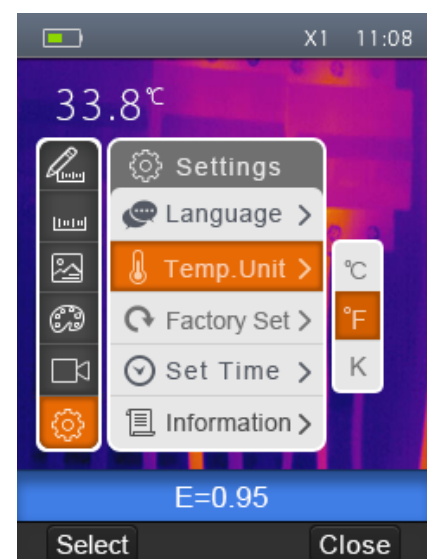 X1 11:08
33.8℃
Settings
Language >
Temp.Unit >
℃
Factory Set >
℉
Set Time >
K
Information >
E=0.95
Select Close